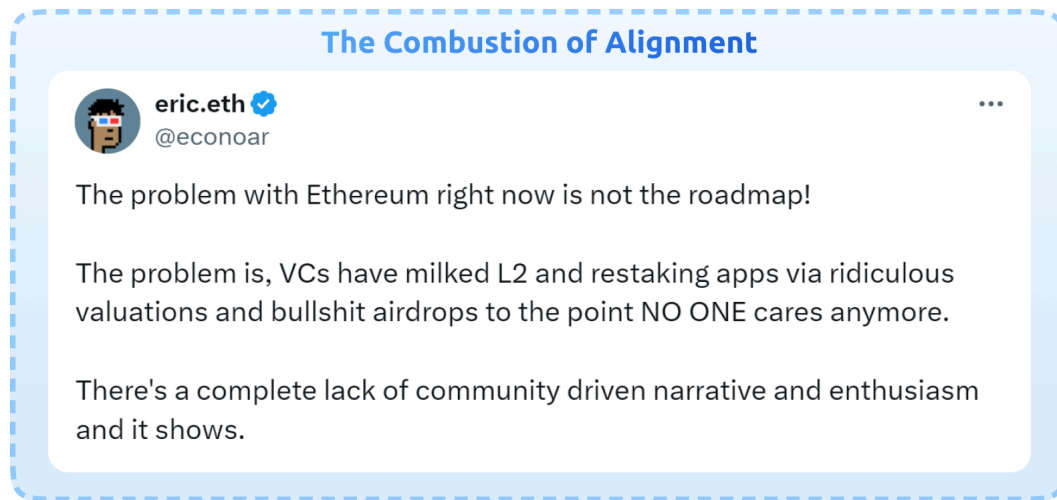 The Combustion of Alignment
eric.eth
@econoar
The problem with Ethereum right now is not the roadmap!
The problem is, VCs have milked L2 and restaking apps via ridiculous
valuations and bullshit airdrops to the point NO ONE cares anymore.
There's a complete lack of community driven narrative and enthusiasm
and it shows.